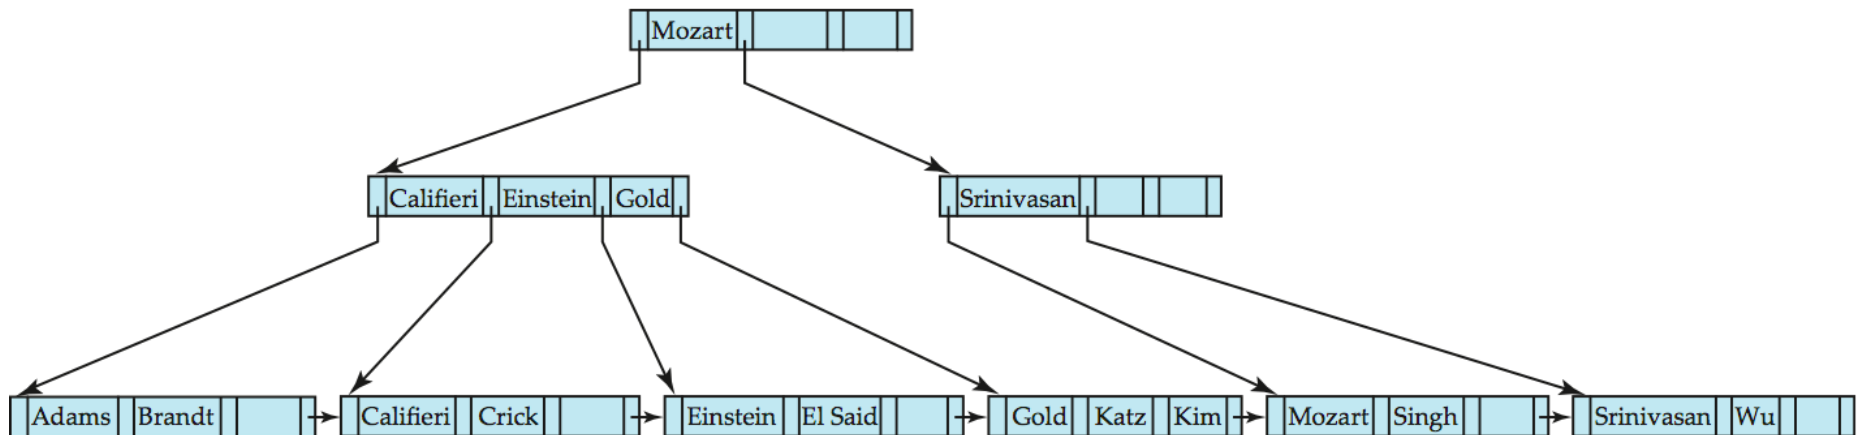 Mozart
Califieri Einstein Gold Srinivasan
Adams Brandt Califieri Crick Einstein El Said Gold Katz Kim Mozart Singh Srinivasan Wu